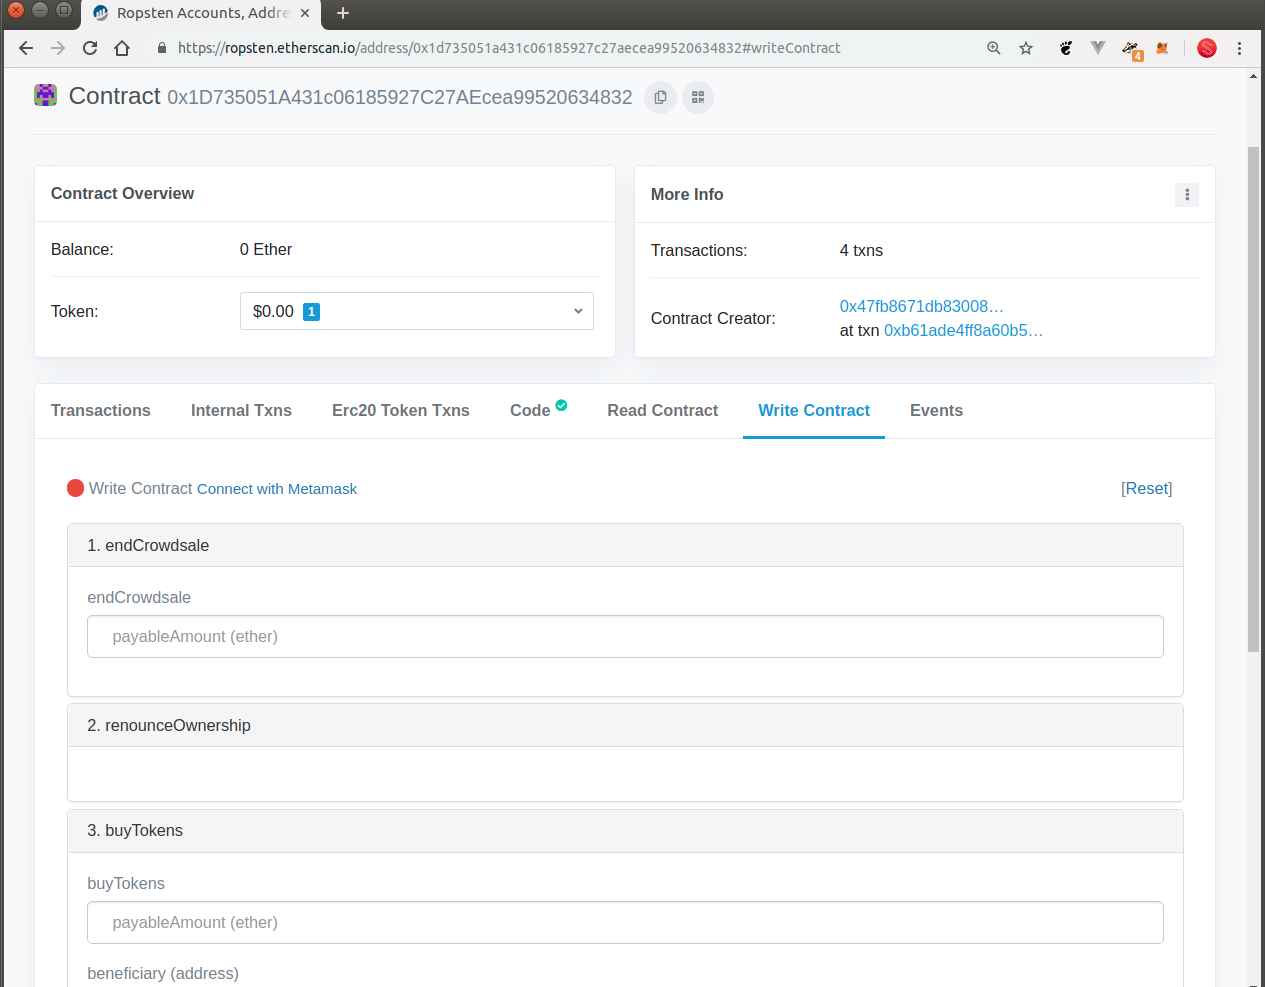 Ropsten Accounts, Addre
https://ropsten.etherscan.io/address/0x1d735051a431c06185927c27aecea99520634832#writeContract
4
S
Contract 0x1D735051A431c06185927C27AEcea99520634832
Contract Overview
Balance: 0 Ether
Token: $0.00 1
More Info
Transactions: 4 txns
Contract Creator: 0x47fb8671db83008…
at txn 0xb61ade4ff8a60b5…
Transactions Internal Txns Erc20 Token Txns Code Read Contract Write Contract Events
Write Contract Connect with Metamask [Reset]
1. endCrowdsale
endCrowdsale
payableAmount (ether)
2. renounceOwnership
3. buyTokens
buyTokens
payableAmount (ether)
beneficiary (address)